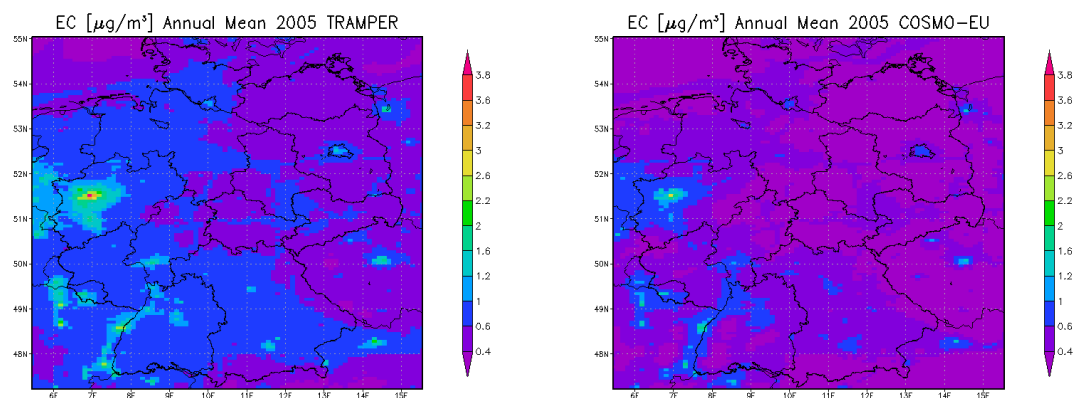 EC [μg/m³] Annual Mean 2005 TRAMPER
55N
54N
53N
52N
51N
50N
49N
48N
6E 7E 8E 9E 10E 11E 12E 13E 14E 15E
3.8
3.6
3.2
3
2.6
2.2
2
1.6
1.2
1
0.6
0.4
EC [μg/m³] Annual Mean 2005 COSMO-EU
55N
54N
53N
52N
51N
50N
49N
48N
6E 7E 8E 9E 10E 11E 12E 13E 14E 15E
3.8
3.6
3.2
3
2.6
2.2
2
1.6
1.2
1
0.6
0.4